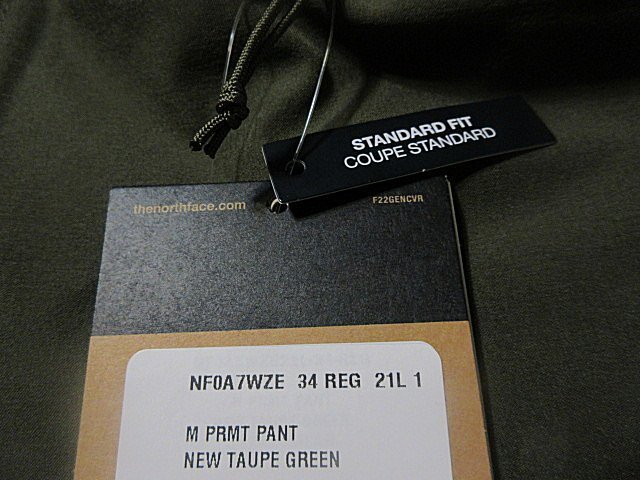 STANDARD FIT
COUPE STANDARD
thenorthface.com F22GENCVR
NF0A7WZE 34 REG 21L 1
M PRMT PANT
NEW TAUPE GREEN